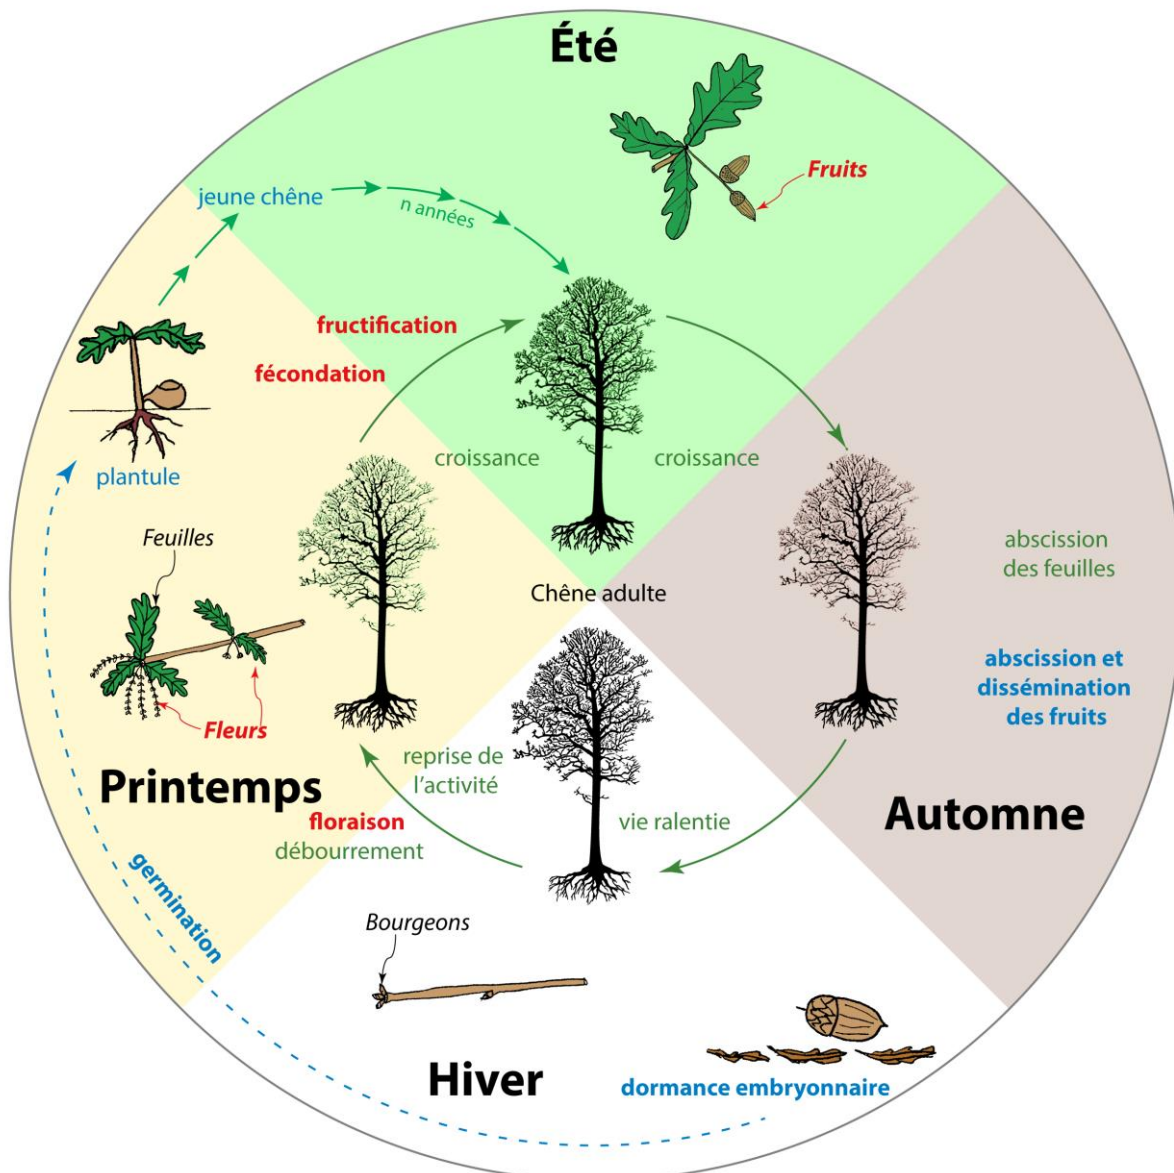 Été
Fruits
jeune chêne
n années
fructification
fécondation
croissance
croissance
plantule
Feuilles
Fleurs
Printemps
Chêne adulte
abscission
des feuilles
abscission et
dissémination
des fruits
Automne
reprise de
l'activité
floraison
débourrement
vie ralentie
germination
Bourgeons
Hiver
dormance embryonnaire